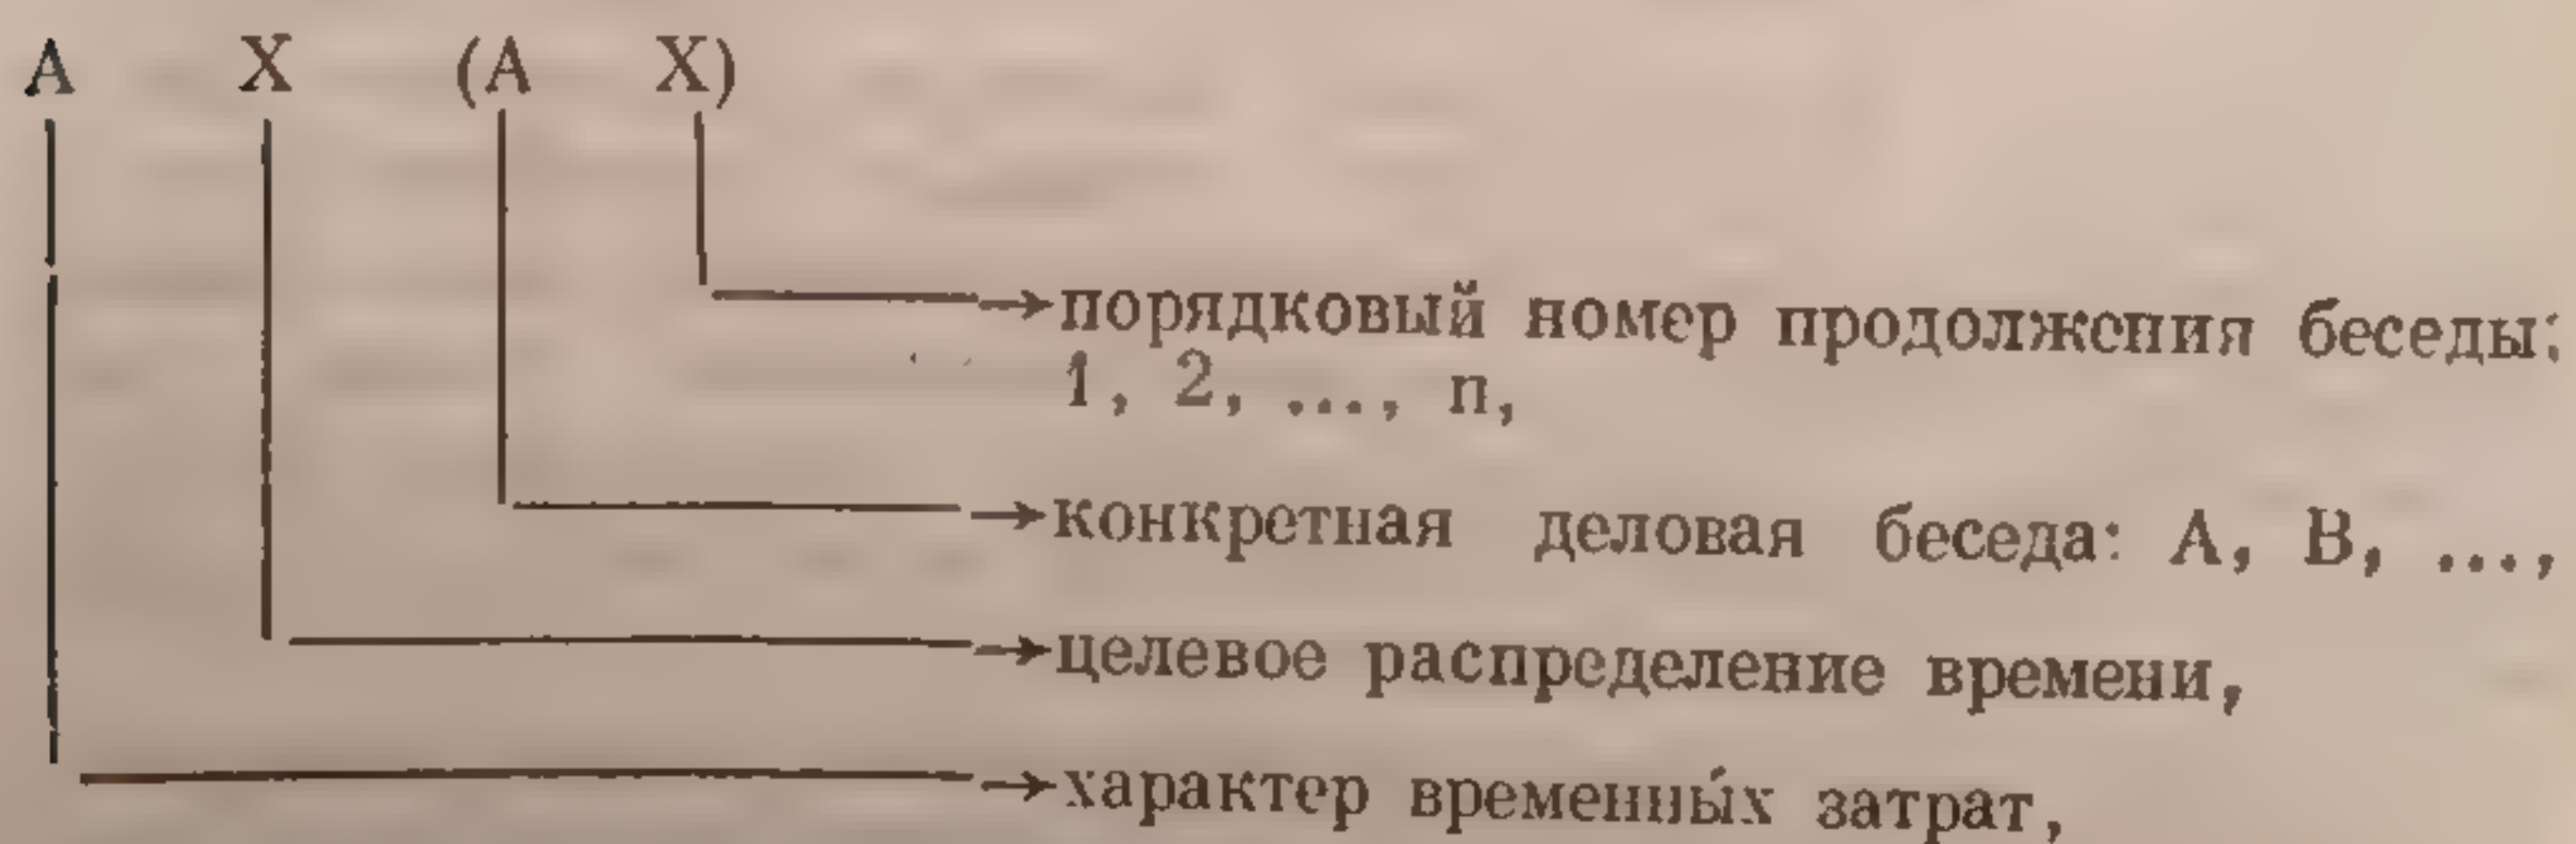 А Х (А Х)
порядковый номер продолжения беседы:
1, 2, ..., n,
конкретная деловая беседа: А, В, ...,
целевое распределение времени,
характер временны́х затрат,